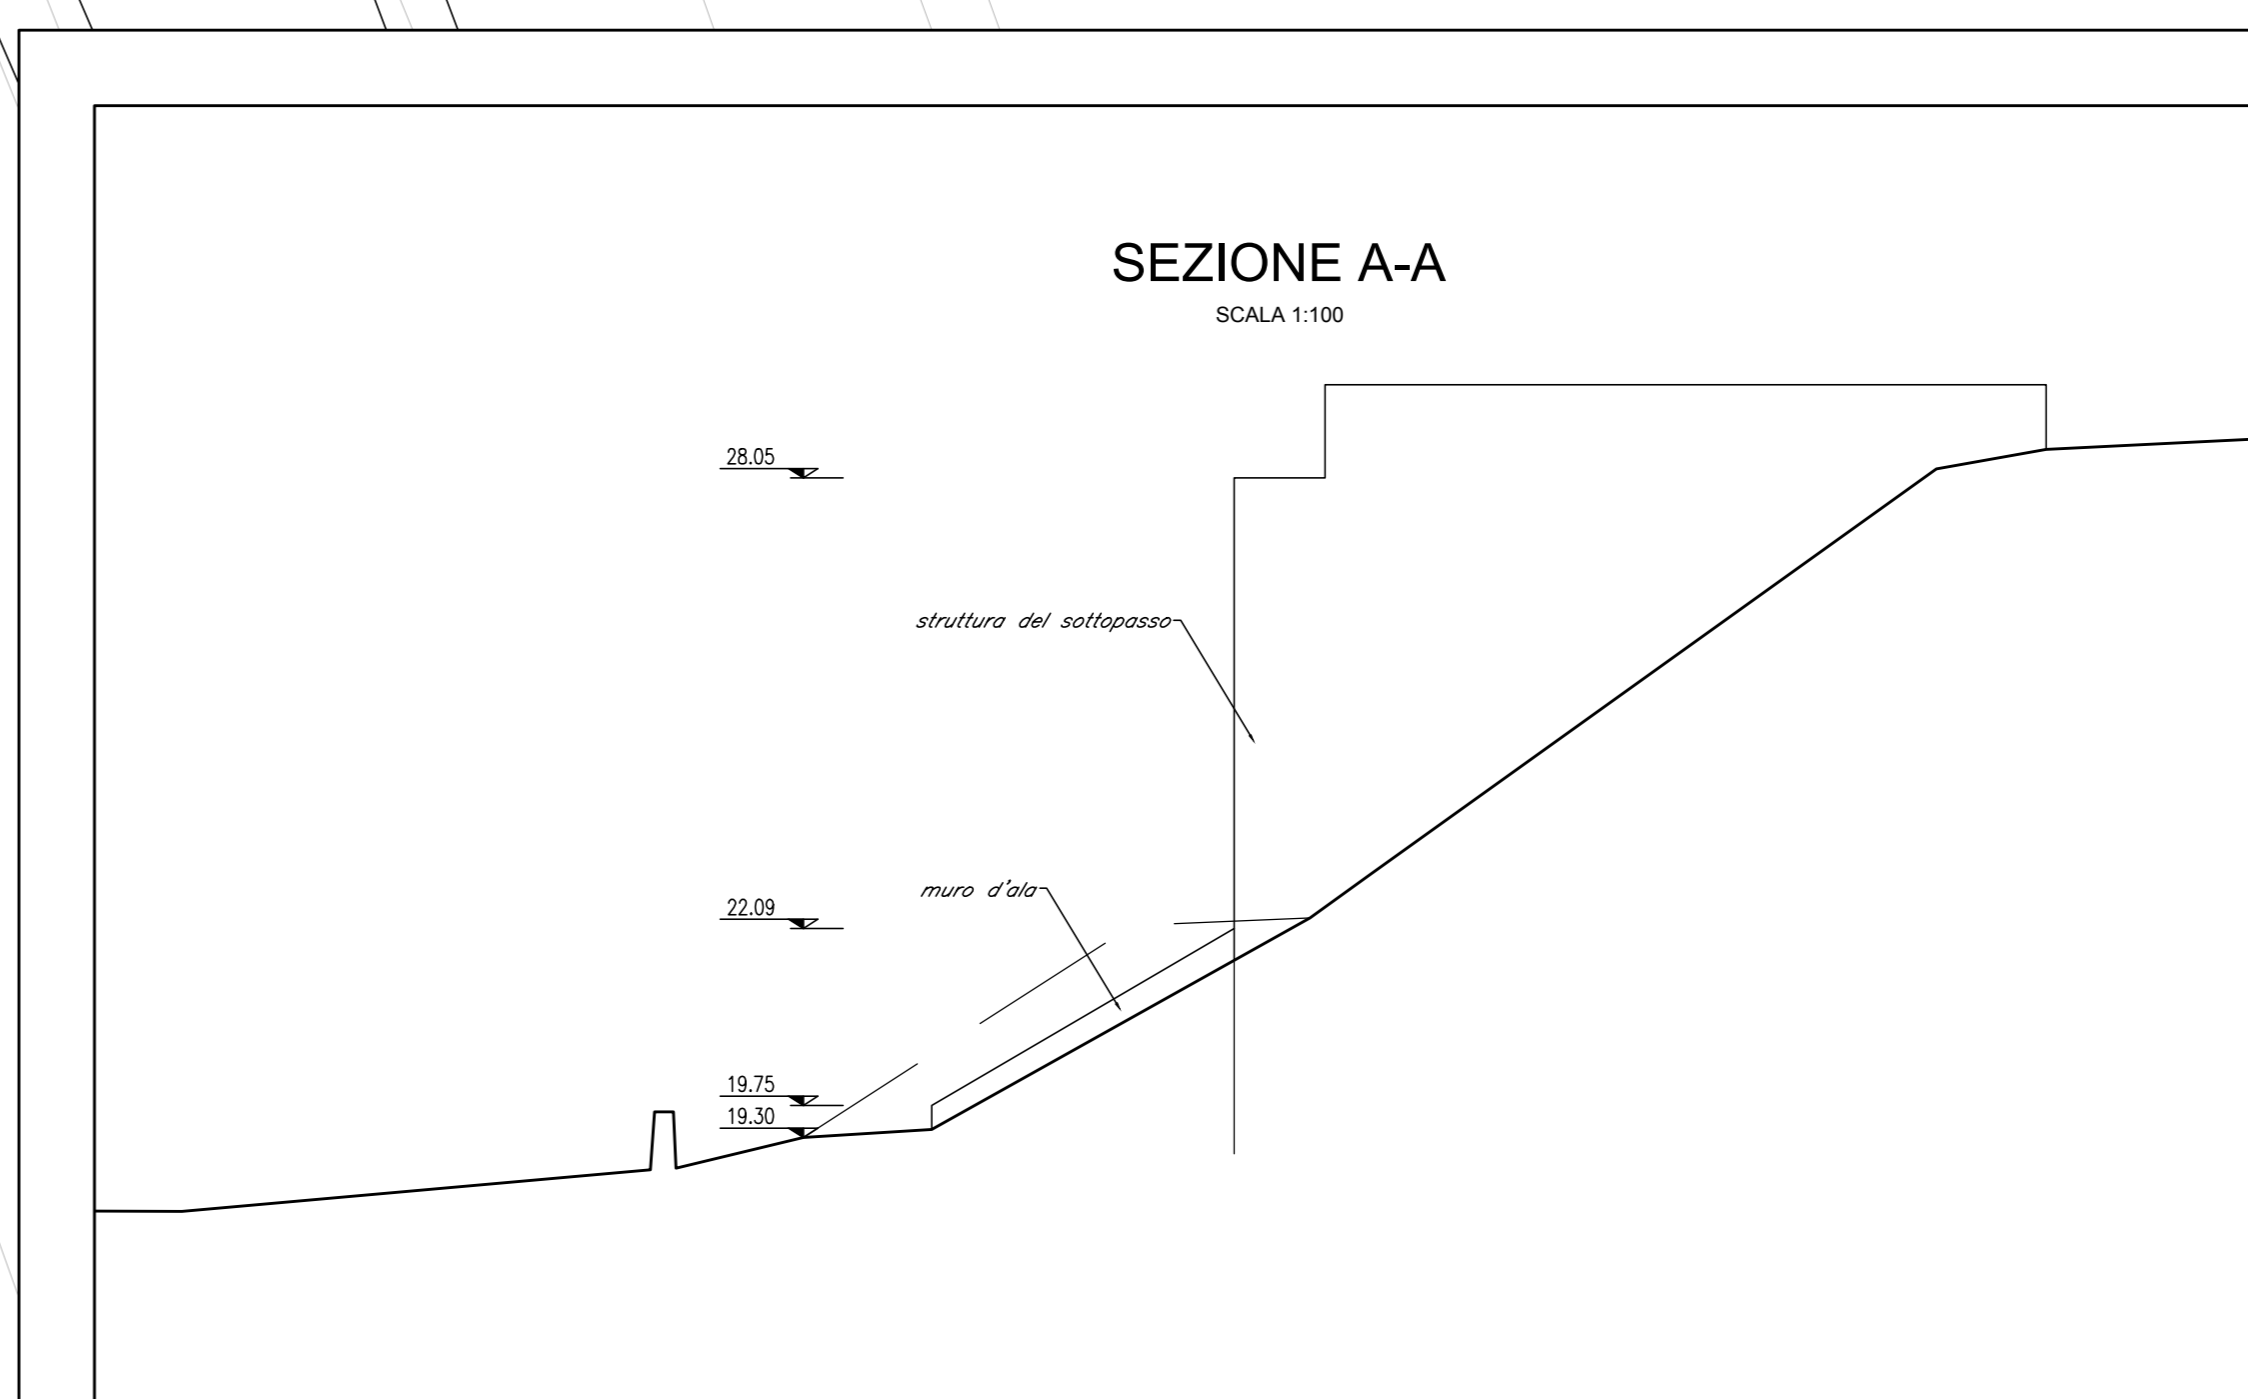 SEZIONE A-A
SCALA 1:100
28.05
struttura del sottopasso
muro d'ala
22.09
19.75
19.30